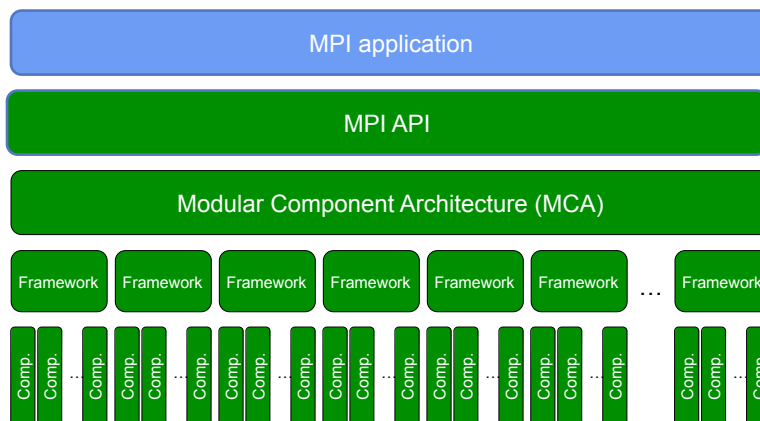 MPI application
MPI API
Modular Component Architecture (MCA)
Framework Framework Framework Framework Framework Framework ... Framework
Comp. Comp. ... Comp. Comp. Comp. ... Comp. Comp. Comp. ... Comp. Comp. Comp. ... Comp. Comp. Comp. ... Comp. Comp. Comp. ... Comp. Comp. Comp. ... Comp.